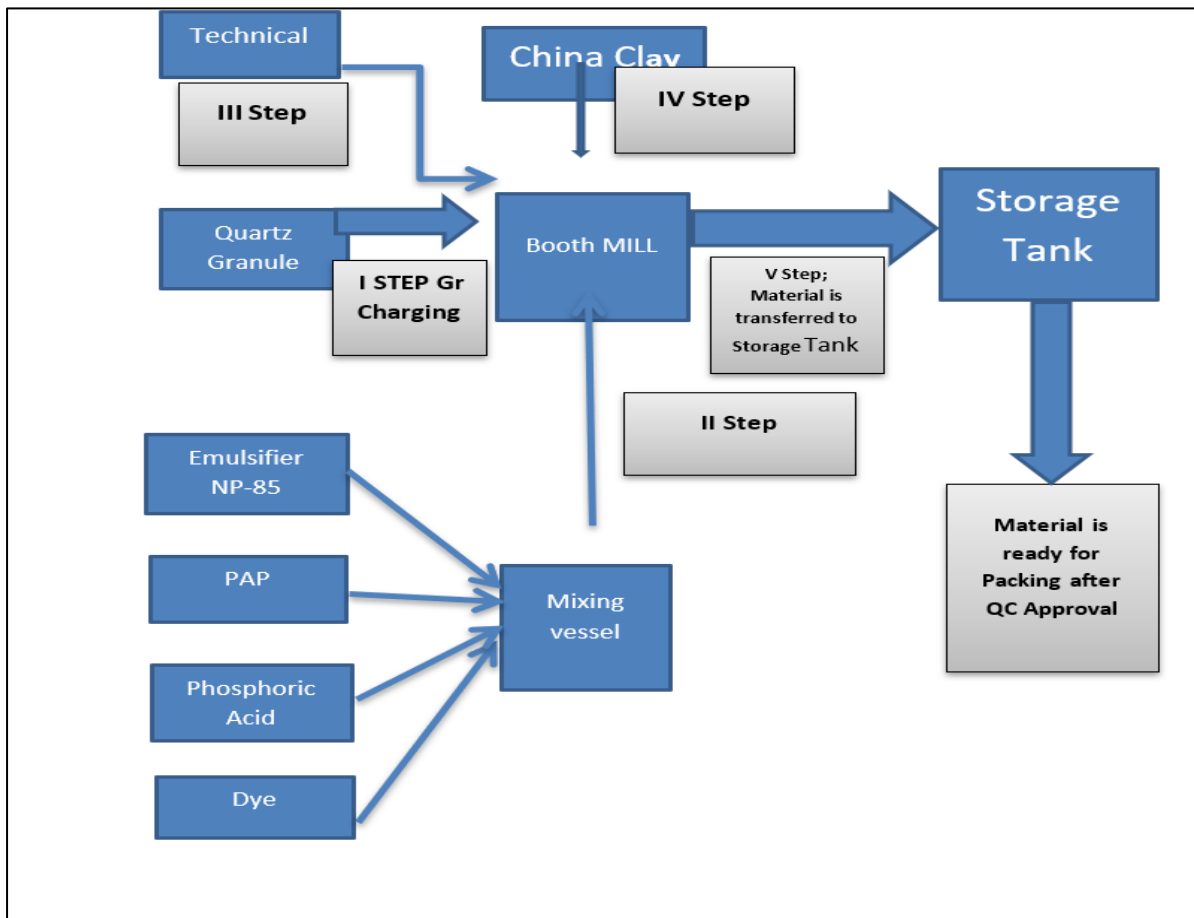 Technical
China Clay
III Step
IV Step
Quartz
Granule
I STEP Gr
Charging
Booth MILL
V Step;
Material is
transferred to
Storage Tank
Storage
Tank
II Step
Emulsifier
NP-85
PAP
Phosphoric
Acid
Dye
Mixing
vessel
Material is
ready for
Packing after
QC Approval